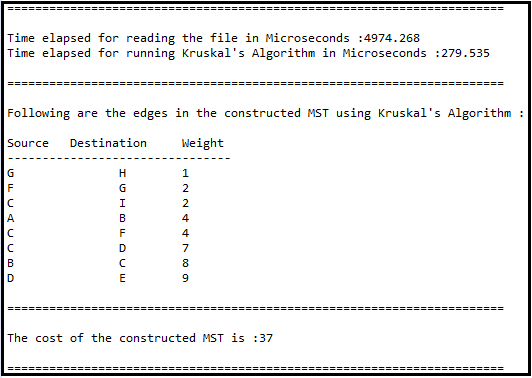 =======================================================================
Time elapsed for reading the file in Microseconds :4974.268
Time elapsed for running Kruskal's Algorithm in Microseconds :279.535
=======================================================================
Following are the edges in the constructed MST using Kruskal's Algorithm :
Source   Destination     Weight
--------------------------------
G               H        1
F               G        2
C               I        2
A               B        4
C               F        4
C               D        7
B               C        8
D               E        9
=======================================================================
The cost of the constructed MST is :37
=======================================================================